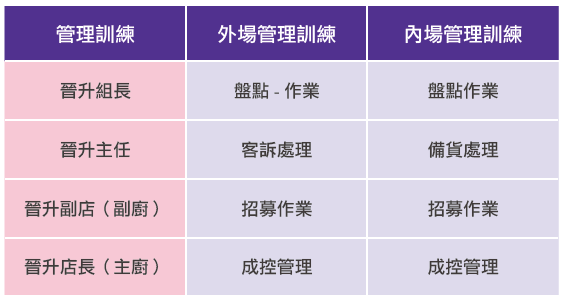 管理訓練 外場管理訓練 內場管理訓練
晉升組長 盤點 - 作業 盤點作業
晉升主任 客訴處理 備貨處理
晉升副店（副廚） 招募作業 招募作業
晉升店長（主廚） 成控管理 成控管理